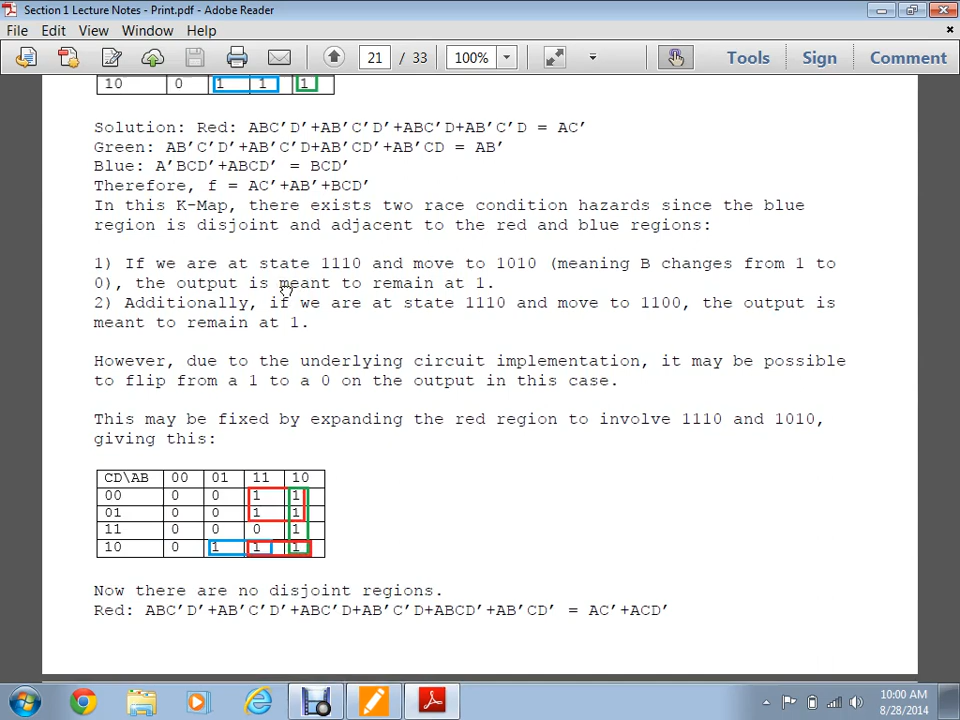 Section 1 Lecture Notes - Print.pdf - Adobe Reader
File Edit View Window Help
21 / 33 100% Tools Sign Comment
10 0 1 1 1
Solution: Red: ABC’D’+AB’C’D’+ABC’D+AB’C’D = AC’
Green: AB’C’D’+AB’C’D+AB’CD’+AB’CD = AB’
Blue: A’BCD’+ABCD’ = BCD’
Therefore, f = AC’+AB’+BCD’
In this K-Map, there exists two race condition hazards since the blue
region is disjoint and adjacent to the red and blue regions:
1) If we are at state 1110 and move to 1010 (meaning B changes from 1 to
0), the output is meant to remain at 1.
2) Additionally, if we are at state 1110 and move to 1100, the output is
meant to remain at 1.
However, due to the underlying circuit implementation, it may be possible
to flip from a 1 to a 0 on the output in this case.
This may be fixed by expanding the red region to involve 1110 and 1010,
giving this:
CD\AB 00 01 11 10
00 0 0 1 1
01 0 0 1 1
11 0 0 0 1
10 0 1 1 1
Now there are no disjoint regions.
Red: ABC’D’+AB’C’D’+ABC’D+AB’C’D+ABCD’+AB’CD’ = AC’+ACD’
10:00 AM
8/28/2014